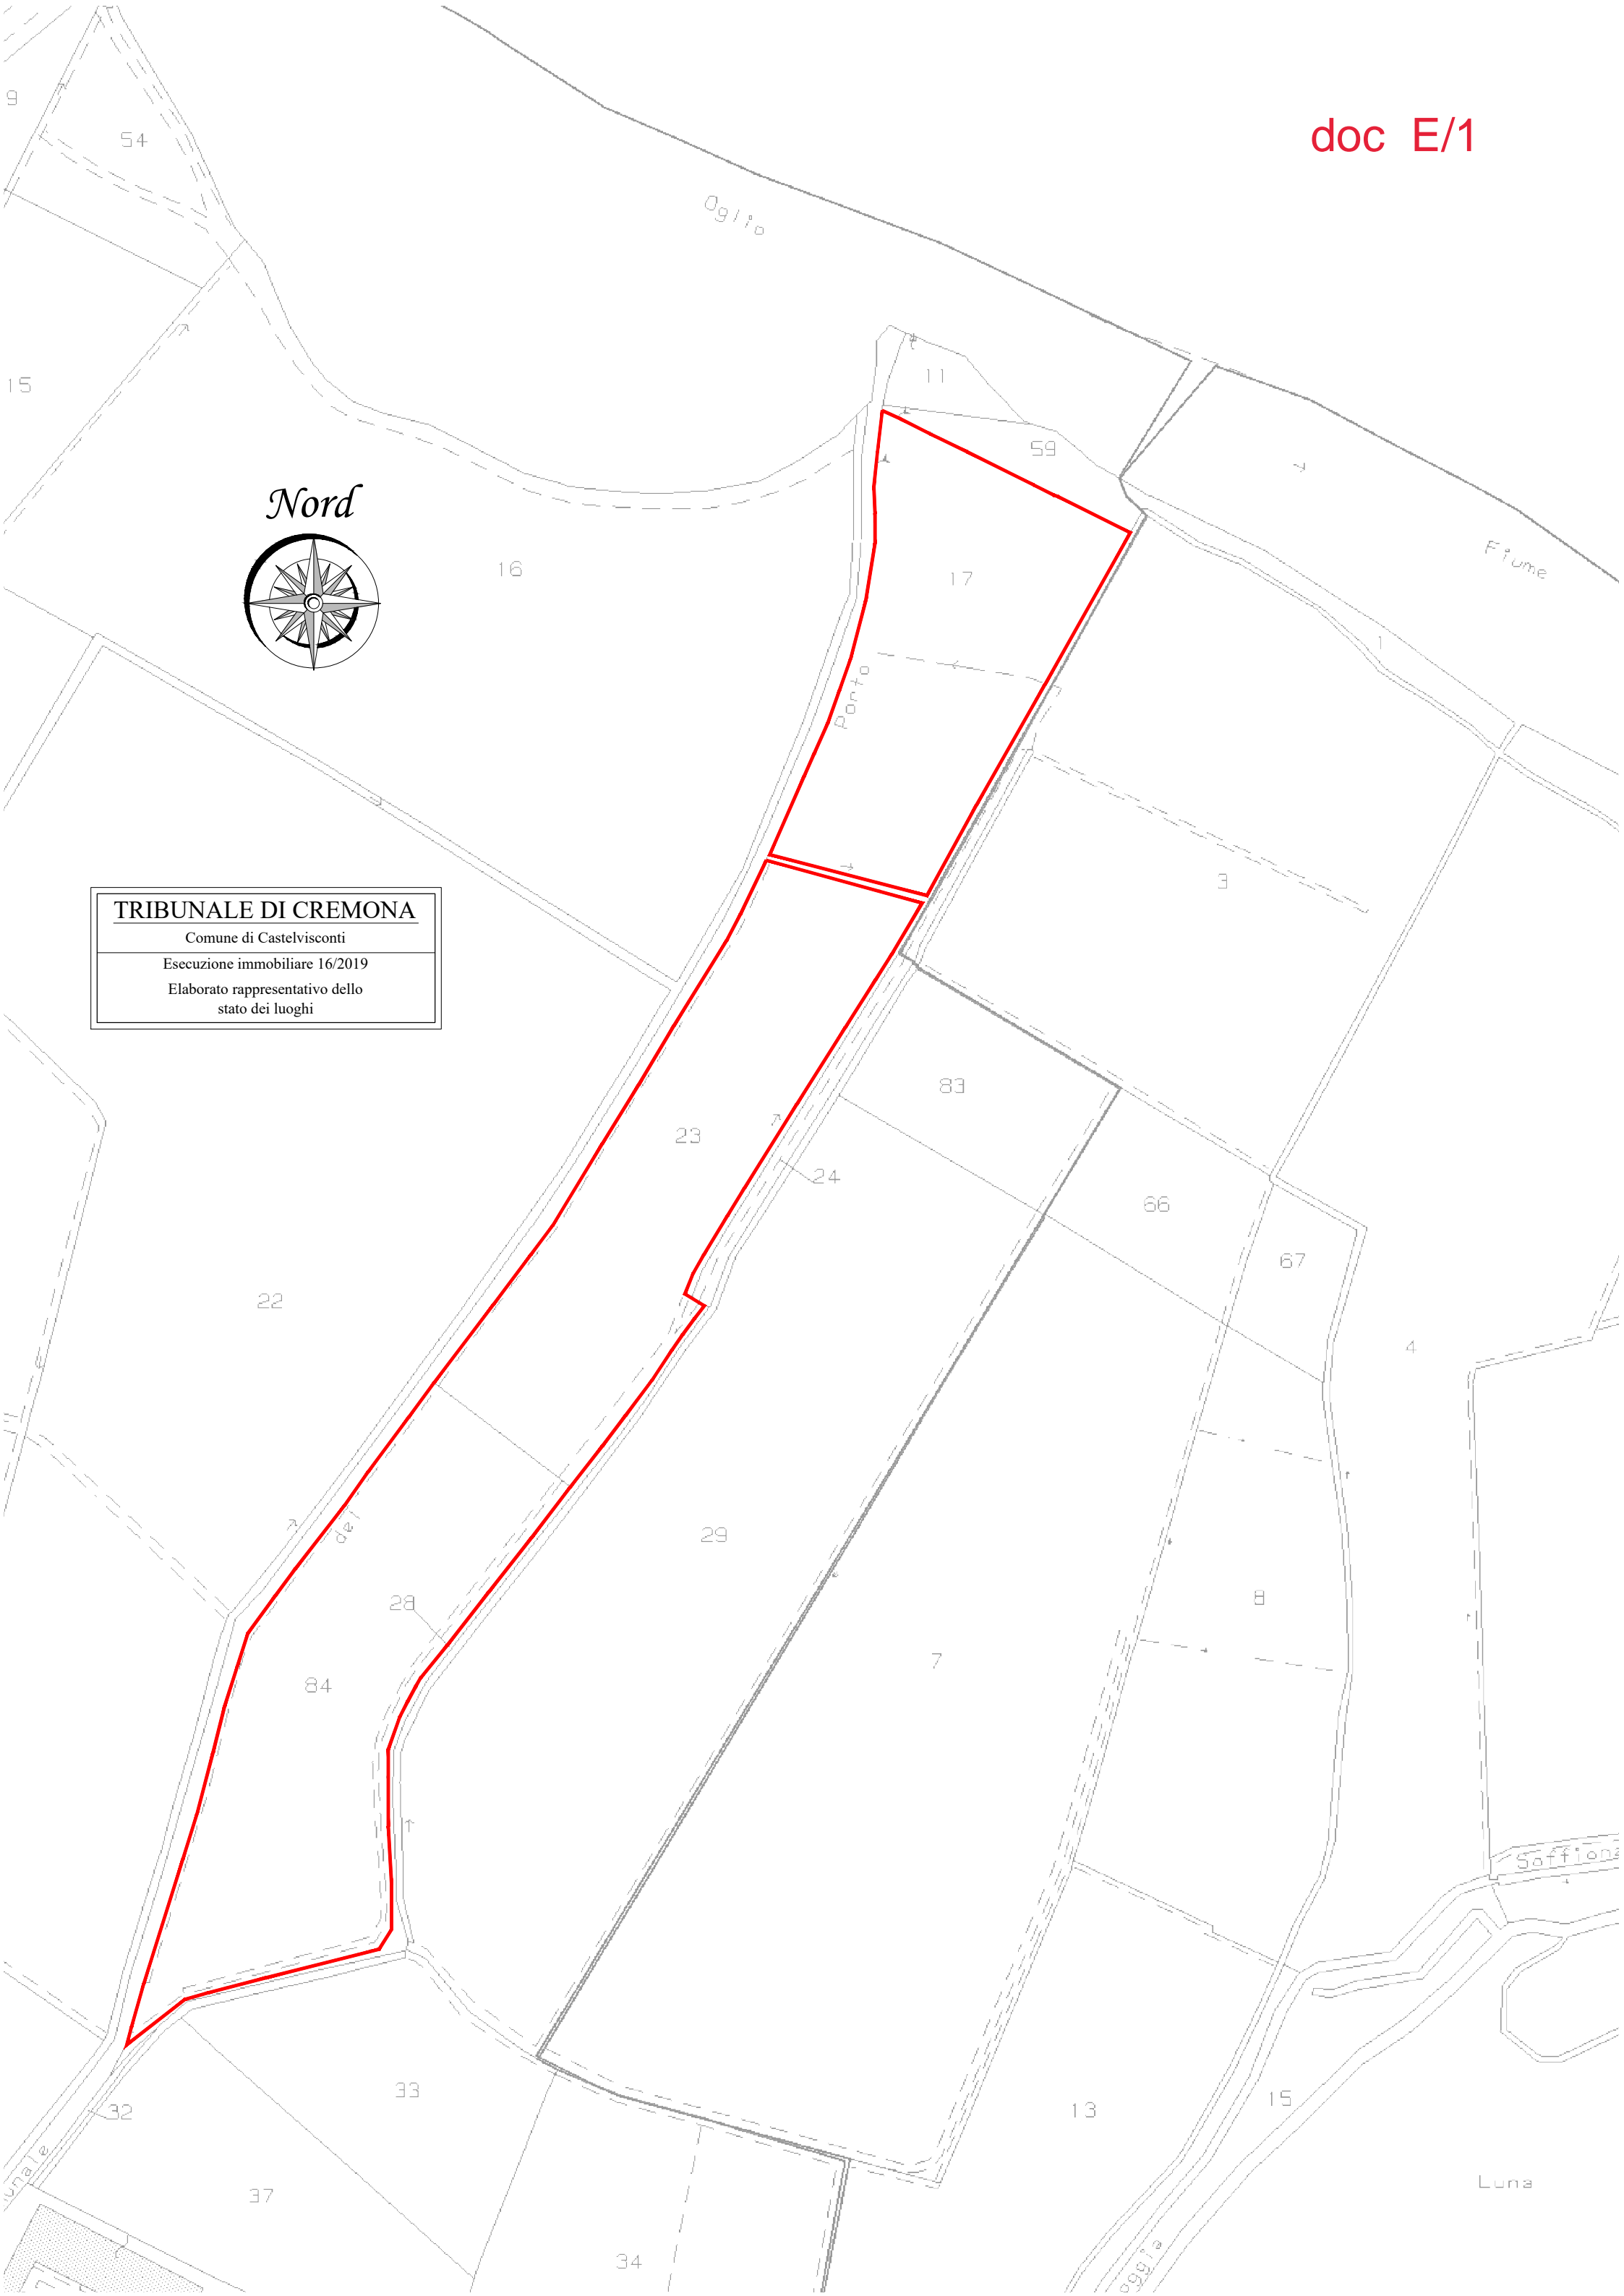 doc E/1
9
54
Oglio
15
11
59
Nord
16
17
Fiume
1
Porto
3
TRIBUNALE DI CREMONA
Comune di Castelvisconti
Esecuzione immobiliare 16/2019
Elaborato rappresentativo dello
stato dei luoghi
83
23
24
66
67
22
4
del
29
28
8
7
84
33
32
13
15
37
Luna
34